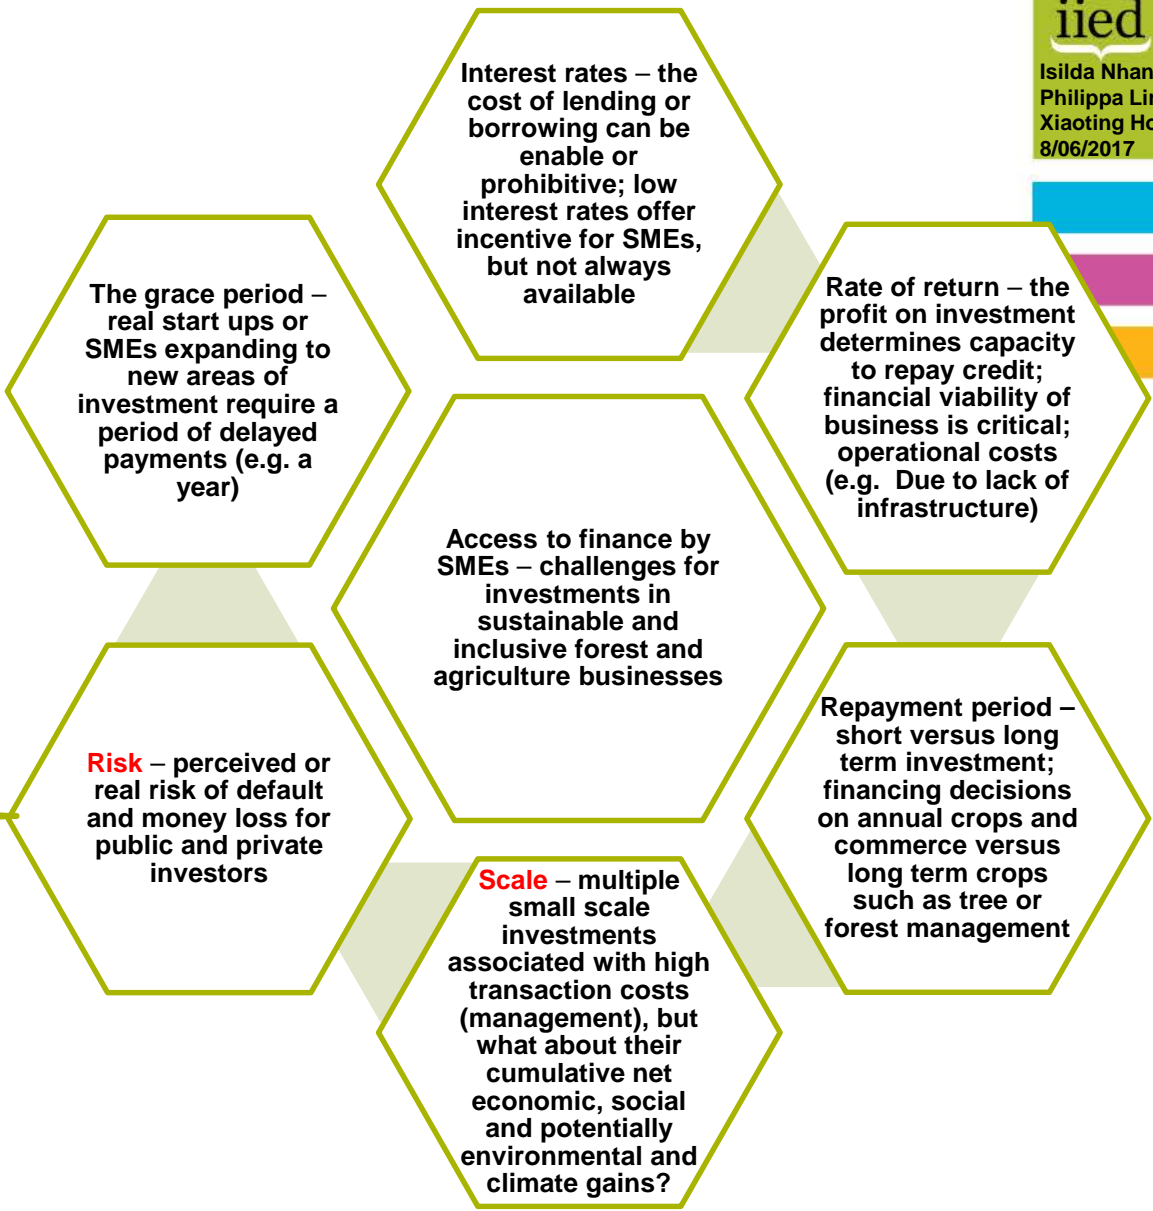 iied
Isilda Nhan
Philippa Lin
Xiaoting Ho
8/06/2017
Interest rates – the
cost of lending or
borrowing can be
enable or
prohibitive; low
interest rates offer
incentive for SMEs,
but not always
available
Rate of return – the
profit on investment
determines capacity
to repay credit;
financial viability of
business is critical;
operational costs
(e.g.  Due to lack of
infrastructure)
Repayment period –
short versus long
term investment;
financing decisions
on annual crops and
commerce versus
long term crops
such as tree or
forest management
Scale – multiple
small scale
investments
associated with high
transaction costs
(management), but
what about their
cumulative net
economic, social
and potentially
environmental and
climate gains?
Risk – perceived or
real risk of default
and money loss for
public and private
investors
The grace period –
real start ups or
SMEs expanding to
new areas of
investment require a
period of delayed
payments (e.g. a
year)
Access to finance by
SMEs – challenges for
investments in
sustainable and
inclusive forest and
agriculture businesses